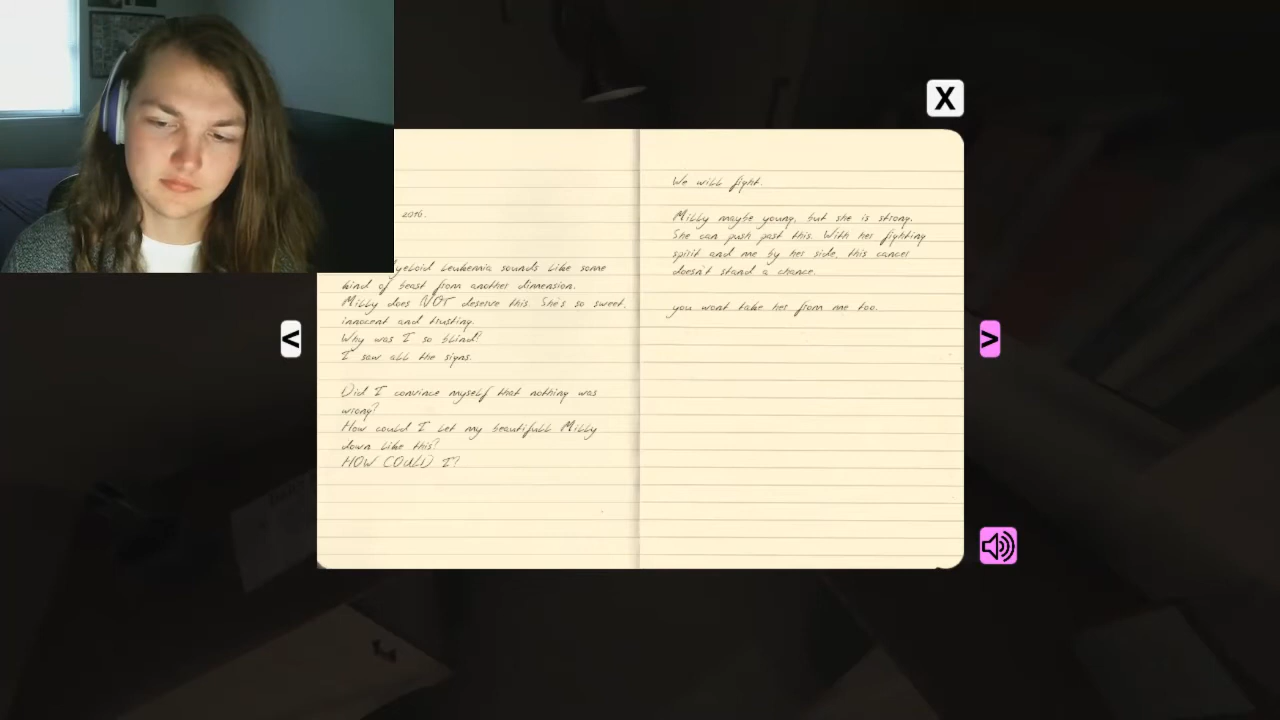 X
2016.
yeloid Leukemia sounds like some
kind of beast from another dimension.
Milly does NOT deserve this. She's so sweet,
innocent and trusting.
Why was I so blind?
I saw all the signs.
Did I convince myself that nothing was
wrong?
How could I let my beautifull Milly
down like this?
HOW COULD I?
We will fight.
Milly maybe young, but she is strong.
She can push past this. With her fighting
spirit and me by her side, this cancer
doesn't stand a chance.
you wont take her from me too.
<
>